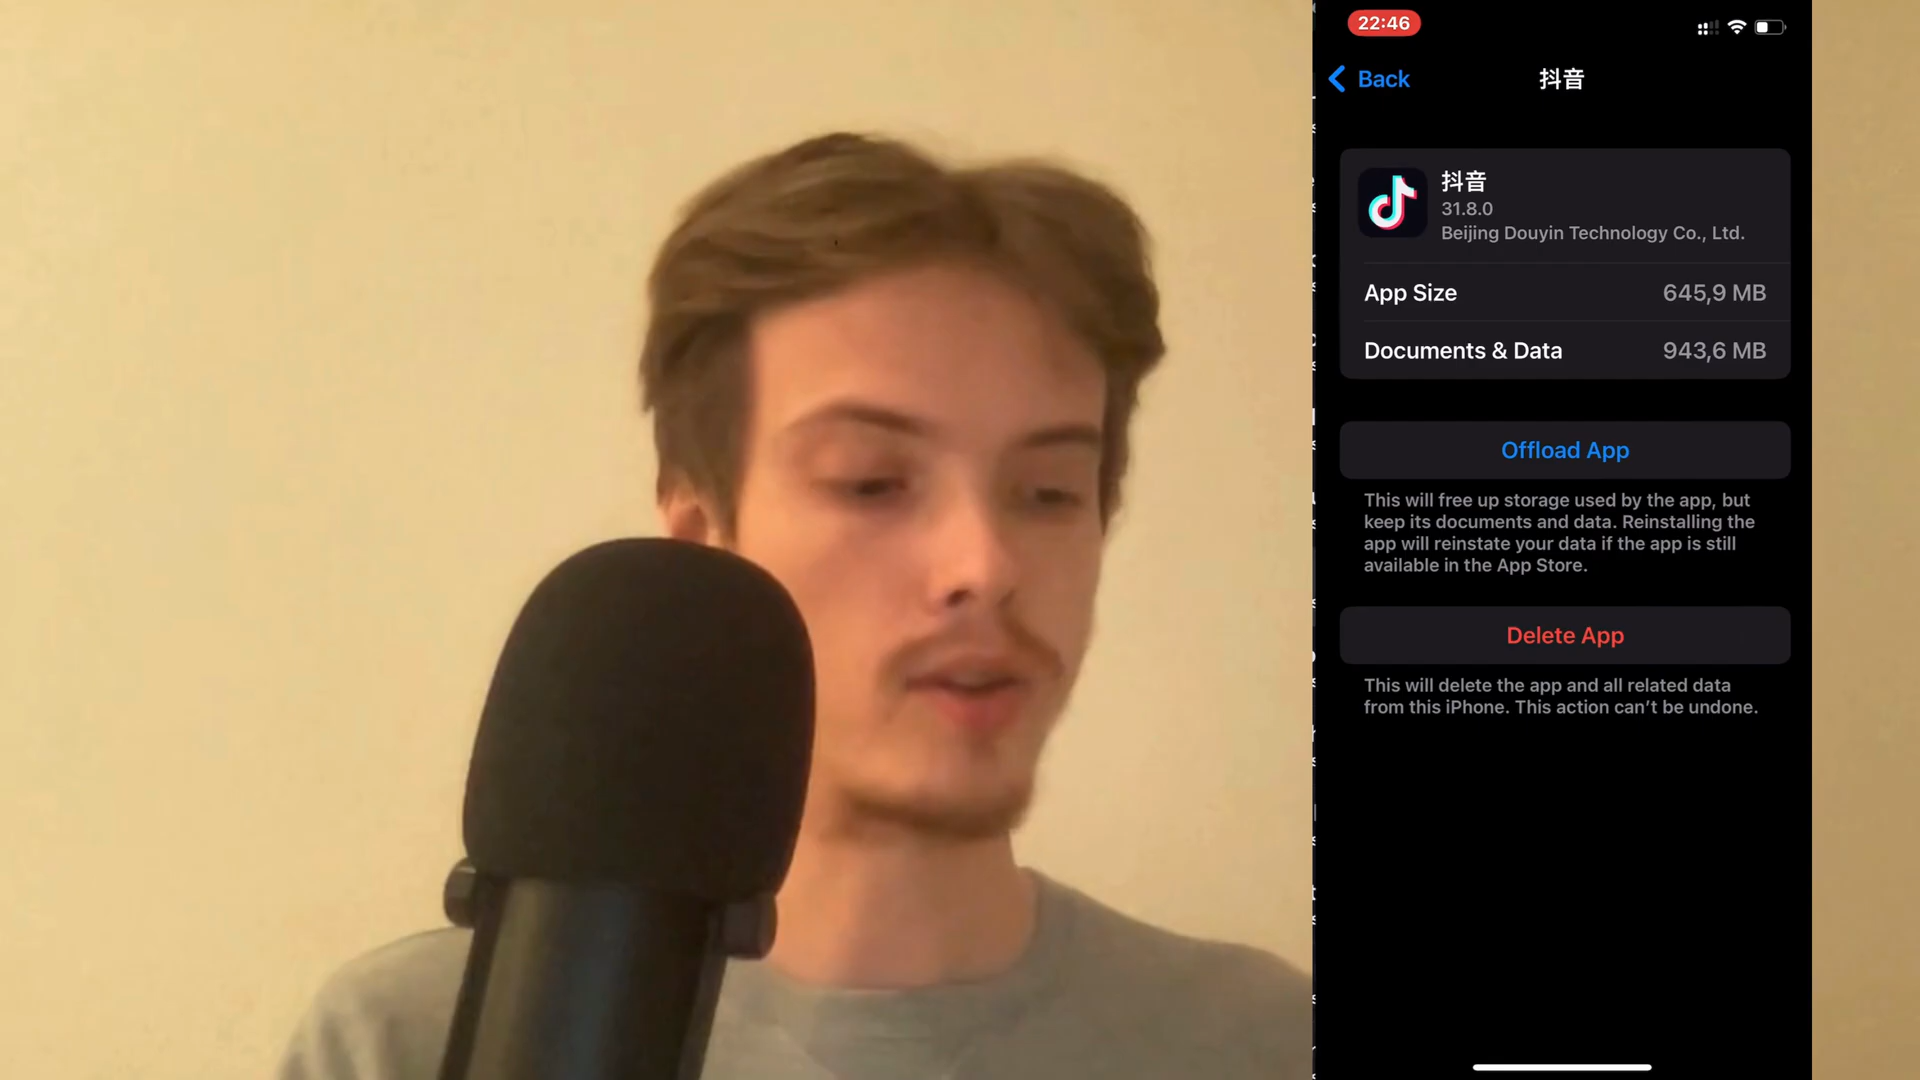 22:46
Back
抖音
抖音
31.8.0
Beijing Douyin Technology Co., Ltd.
App Size 645,9 MB
Documents & Data 943,6 MB
Offload App
This will free up storage used by the app, but
keep its documents and data. Reinstalling the
app will reinstate your data if the app is still
available in the App Store.
Delete App
This will delete the app and all related data
from this iPhone. This action can’t be undone.